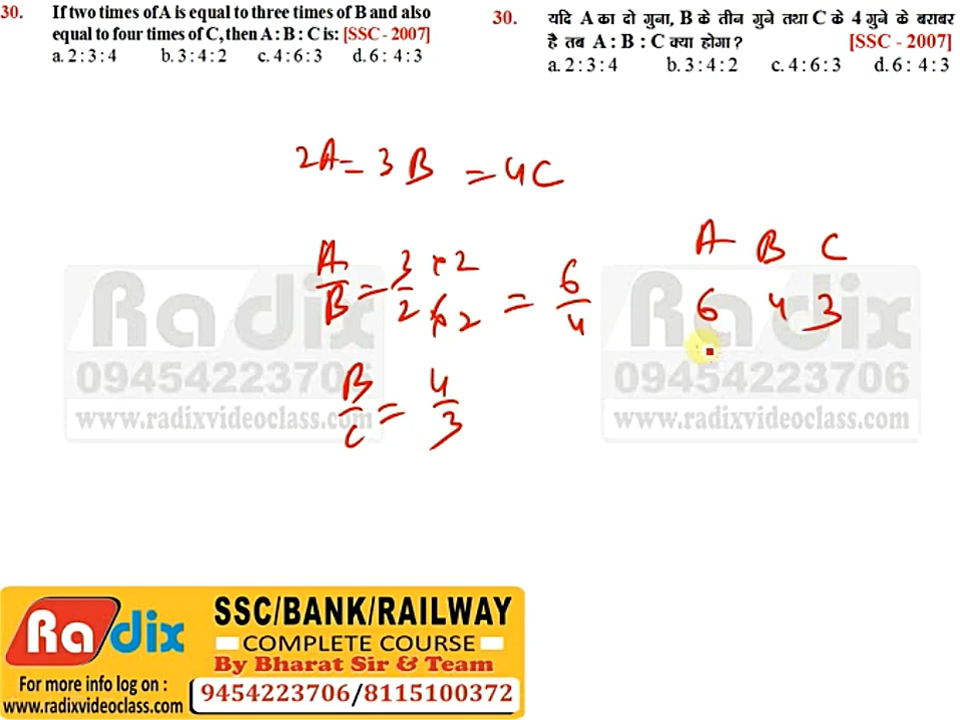 30. If two times of A is equal to three times of B and also
equal to four times of C, then A : B : C is: [SSC - 2007]
a. 2 : 3 : 4 b. 3 : 4 : 2 c. 4 : 6 : 3 d. 6 : 4 : 3
30. यदि A का दो गुना, B के तीन गुने तथा C के 4 गुने के बराबर
है तब A : B : C क्या होगा ? [SSC - 2007]
a. 2 : 3 : 4 b. 3 : 4 : 2 c. 4 : 6 : 3 d. 6 : 4 : 3
2A = 3B = 4C
A/B = 3×2/2×2 = 6/4
B/C = 4/3
A B C
6 4 3
Radix
09454223706
www.radixvideoclass.com
Radix
09454223706
www.radixvideoclass.com
Radix
For more info log on :
www.radixvideoclass.com
SSC/BANK/RAILWAY
COMPLETE COURSE
By Bharat Sir & Team
9454223706/8115100372